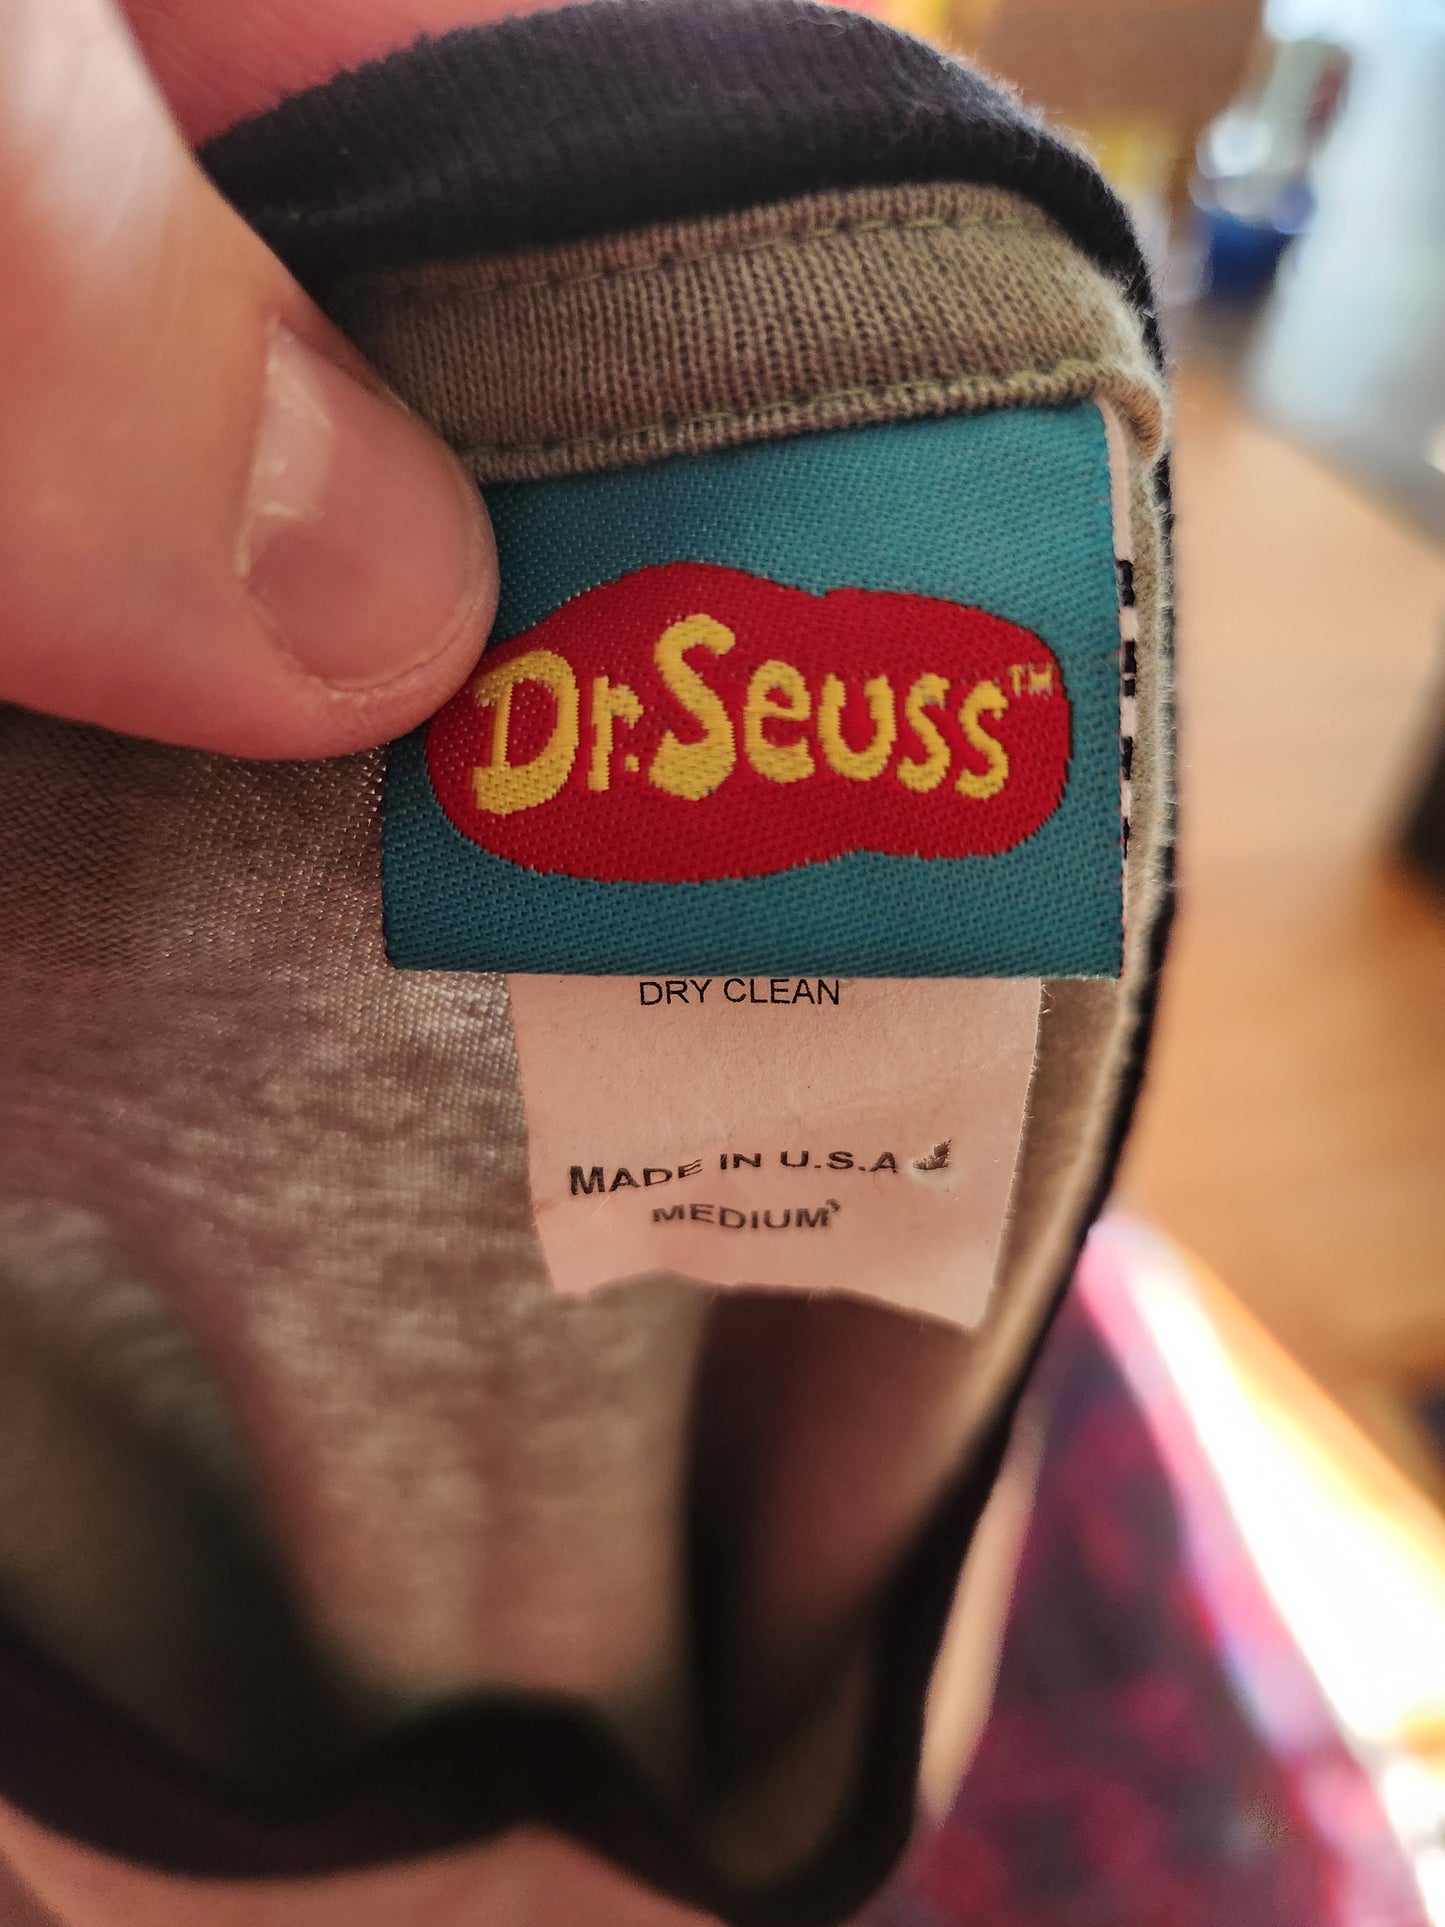 Dr. Seuss™
DRY CLEAN
MADE IN U.S.A
MEDIUM